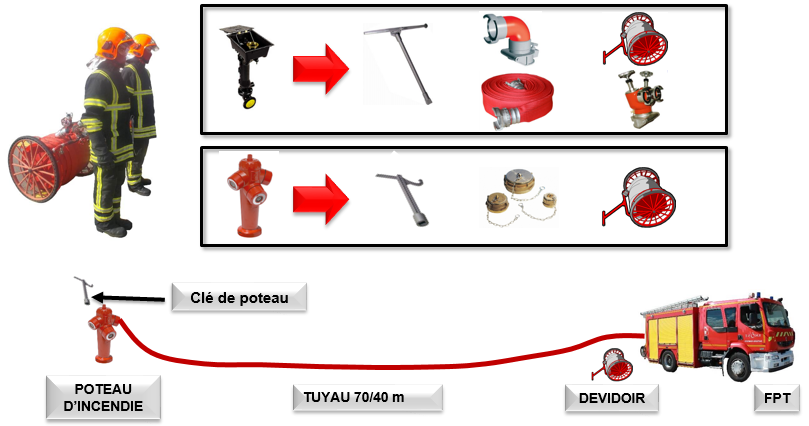 Clé de poteau
POTEAU
D'INCENDIE
TUYAU 70/40 m
DEVIDOIR
FPT